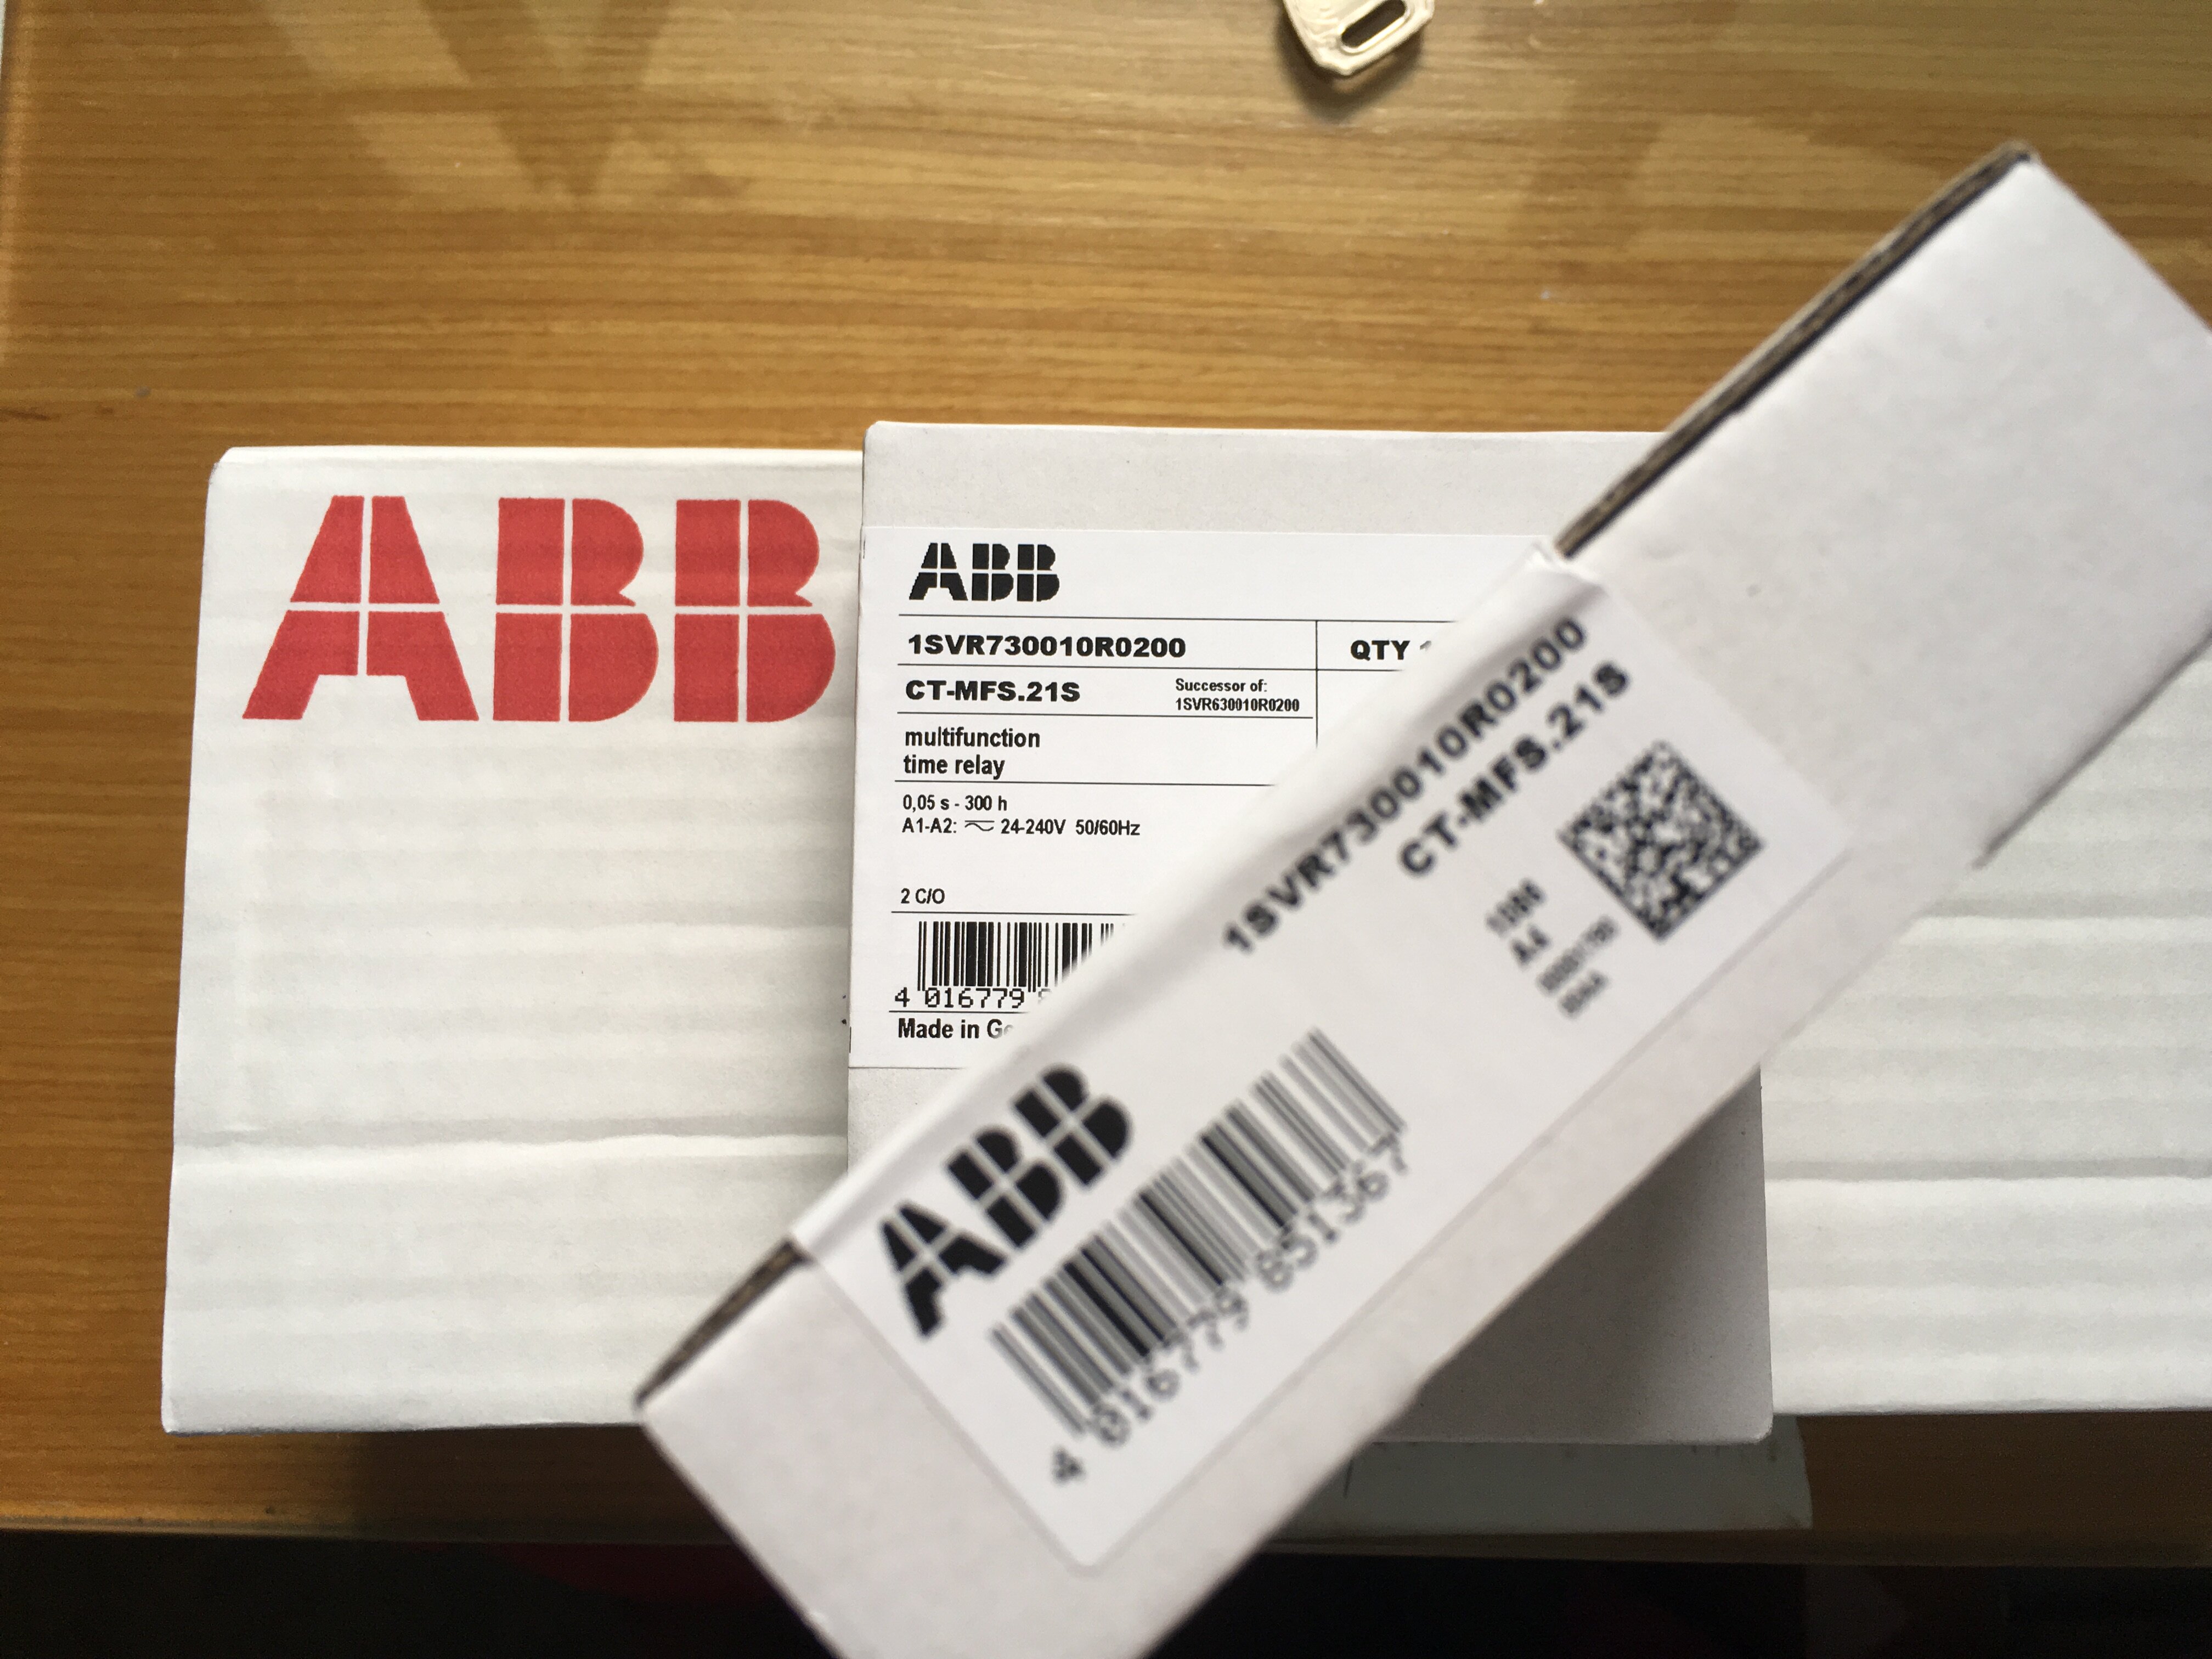 ABB
ABB
1SVR730010R0200
QTY
CT-MFS.21S
Successor of:
1SVR630010R0200
multifunction
time relay
0,05 s - 300 h
A1-A2: 24-240V 50/60Hz
2 C/O
4 016779
Made in
1SVR730010R0200
CT-MFS.21S
A4
ABB
4 016779 851367